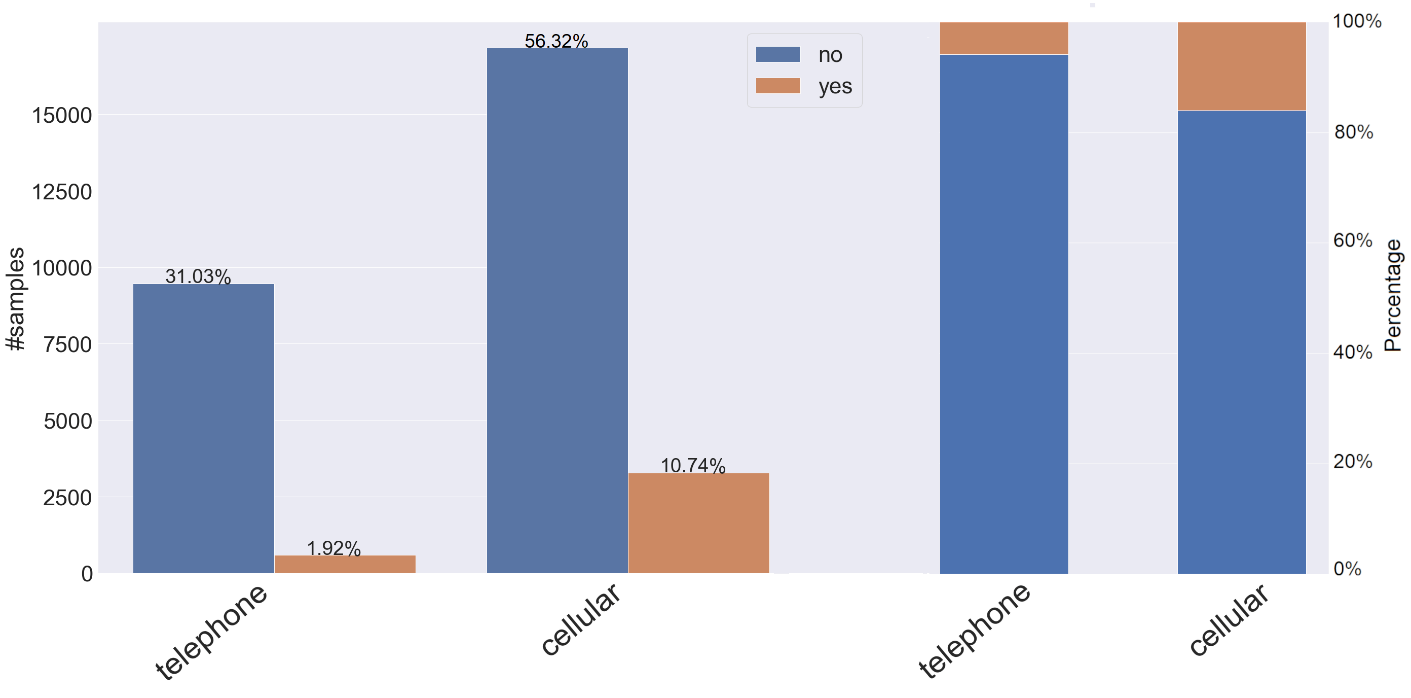 #samples
15000
12500
10000
7500
5000
2500
0
31.03%
1.92%
56.32%
10.74%
telephone
cellular
no
yes
100%
80%
60%
40%
20%
0%
Percentage
telephone
cellular